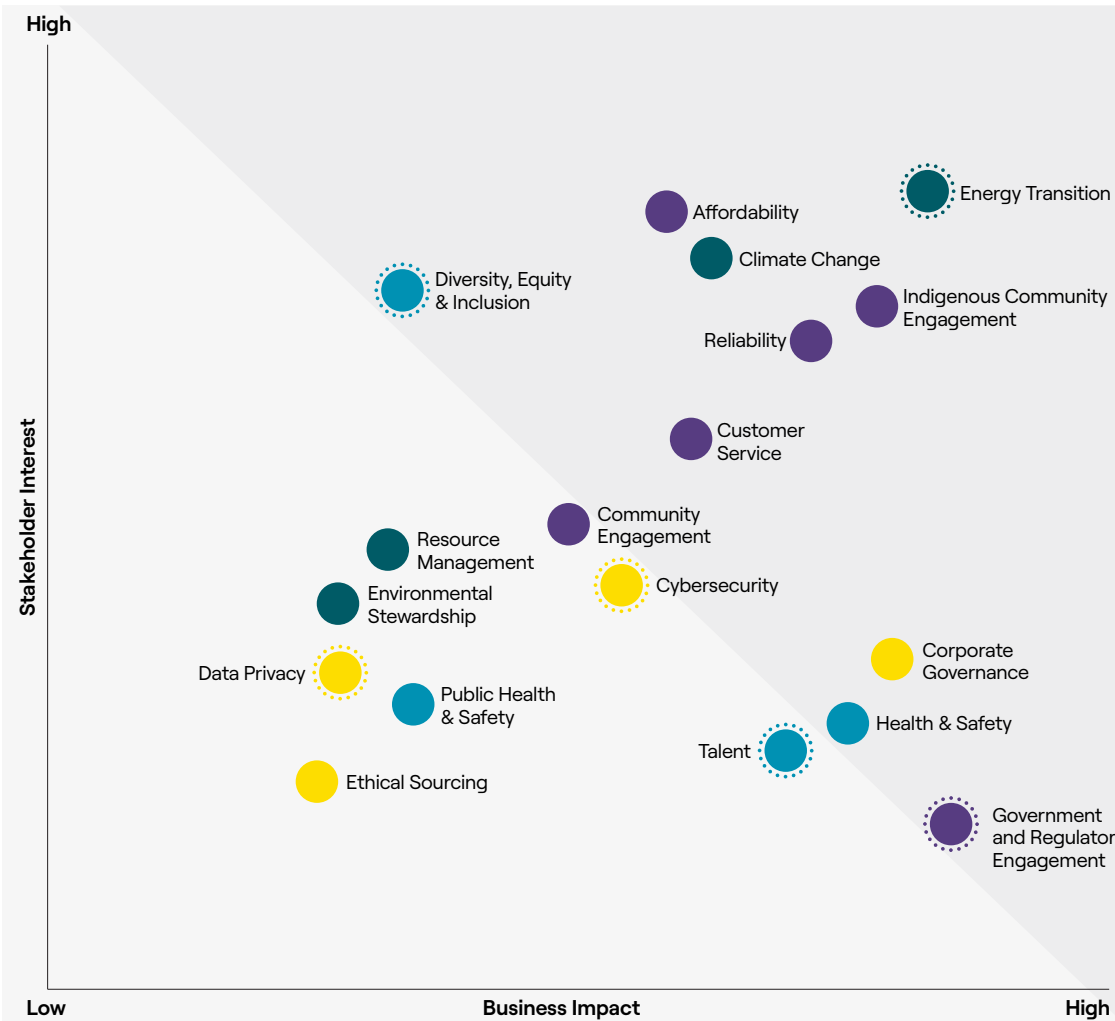 High
Energy Transition
Affordability
Climate Change
Diversity, Equity
& Inclusion
Indigenous Community
Engagement
Reliability
Customer
Service
Stakeholder Interest
Community
Engagement
Resource
Management
Cybersecurity
Environmental
Stewardship
Data Privacy
Corporate
Governance
Public Health
& Safety
Health & Safety
Talent
Ethical Sourcing
Government
and Regulator
Engagement
Low
Business Impact
High